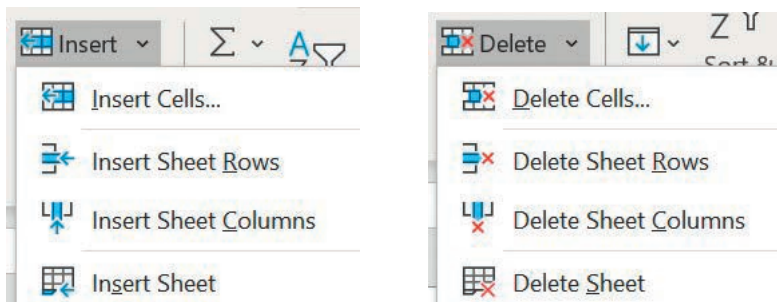 Insert
Insert Cells...
Insert Sheet Rows
Insert Sheet Columns
Insert Sheet
Delete
Delete Cells...
Delete Sheet Rows
Delete Sheet Columns
Delete Sheet